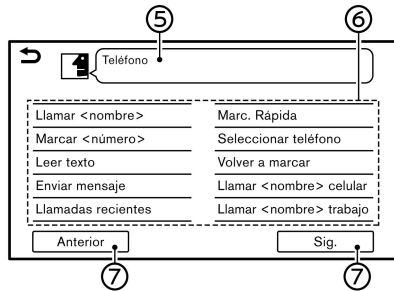 ⑤
⑥
Teléfono
Llamar <nombre>
Marc. Rápida
Marcar <número>
Seleccionar teléfono
Leer texto
Volver a marcar
Enviar mensaje
Llamar <nombre> celular
Llamadas recientes
Llamar <nombre> trabajo
Anterior
Sig.
⑦
⑦